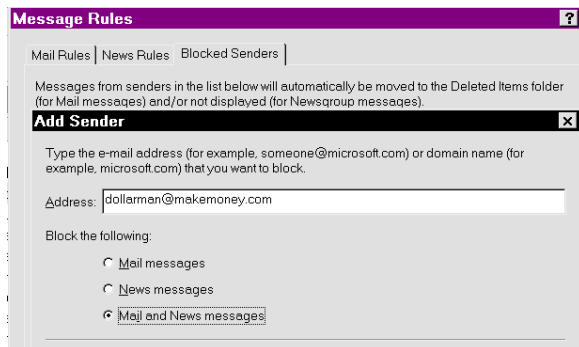 Message Rules ?
Mail Rules News Rules Blocked Senders
Messages from senders in the list below will automatically be moved to the Deleted Items folder
(for Mail messages) and/or not displayed (for Newsgroup messages).
Add Sender
Type the e-mail address (for example, someone@microsoft.com) or domain name (for
example, microsoft.com) that you want to block.
Address: dollarman@makemoney.com
Block the following:
Mail messages
News messages
Mail and News messages